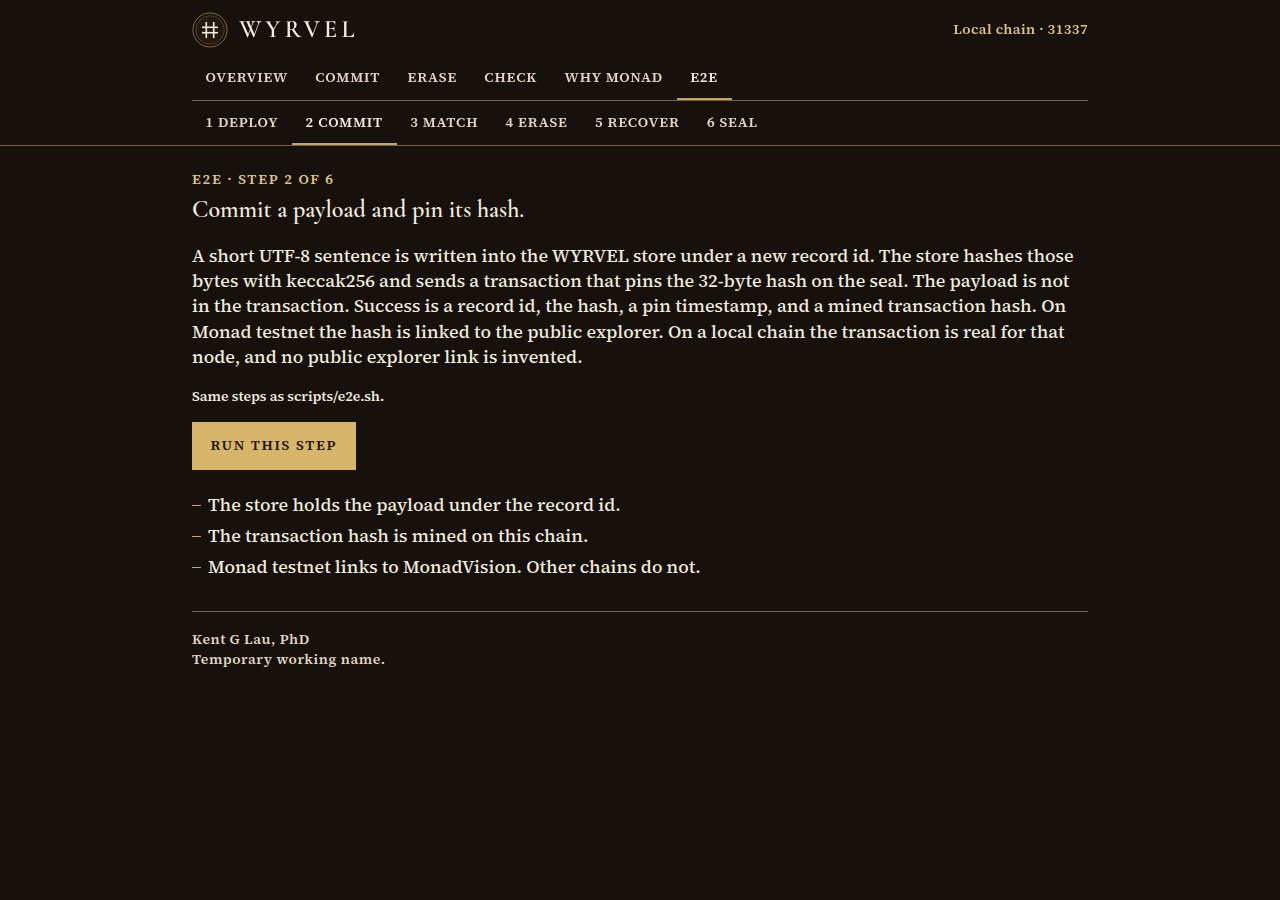 WYRVEL
Local chain · 31337
OVERVIEW COMMIT ERASE CHECK WHY MONAD E2E
1 DEPLOY 2 COMMIT 3 MATCH 4 ERASE 5 RECOVER 6 SEAL
E2E · STEP 2 OF 6
Commit a payload and pin its hash.
A short UTF-8 sentence is written into the WYRVEL store under a new record id. The store hashes those
bytes with keccak256 and sends a transaction that pins the 32-byte hash on the seal. The payload is not
in the transaction. Success is a record id, the hash, a pin timestamp, and a mined transaction hash. On
Monad testnet the hash is linked to the public explorer. On a local chain the transaction is real for that
node, and no public explorer link is invented.
Same steps as scripts/e2e.sh.
RUN THIS STEP
– The store holds the payload under the record id.
– The transaction hash is mined on this chain.
– Monad testnet links to MonadVision. Other chains do not.
Kent G Lau, PhD
Temporary working name.